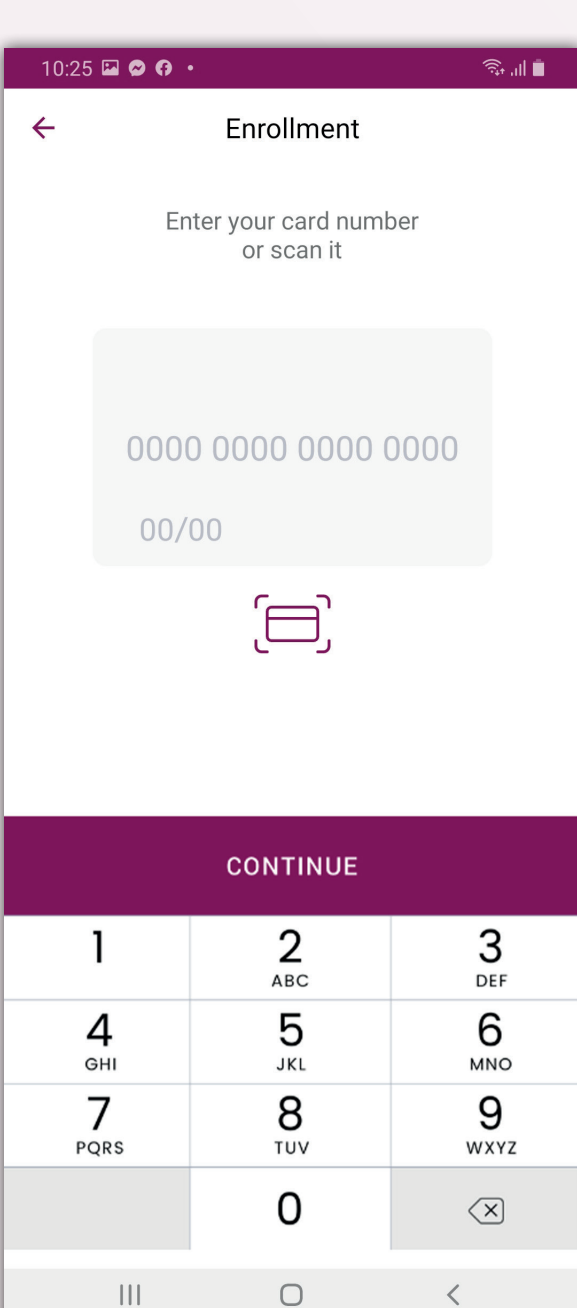 10:25
Enrollment
Enter your card number
or scan it
0000 0000 0000 0000
00/00
CONTINUE
1 2 3
ABC DEF
4 5 6
GHI JKL MNO
7 8 9
PQRS TUV WXYZ
0